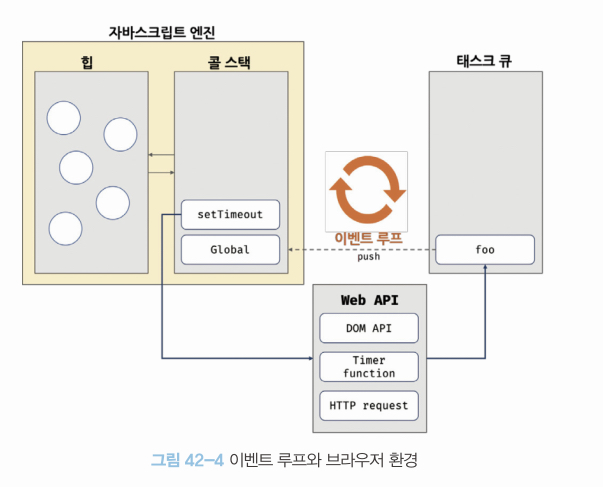 자바스크립트 엔진
힙
콜 스택
태스크 큐
setTimeout
Global
이벤트 루프
push
foo
Web API
DOM API
Timer
function
HTTP request
그림 42-4 이벤트 루프와 브라우저 환경